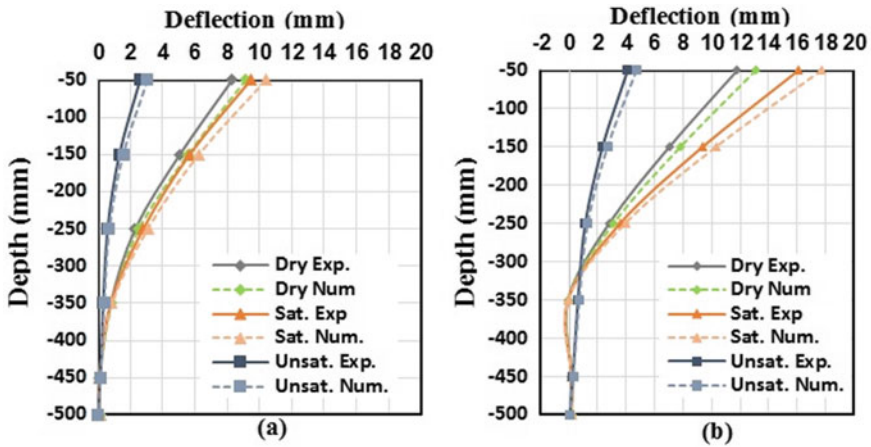 Deflection (mm)
0 2 4 6 8 10 12 14 16 18 20
-50
-100
-150
-200
-250
-300
-350
-400
-450
-500
Depth (mm)
Dry Exp.
Dry Num
Sat. Exp
Sat. Num.
Unsat. Exp.
Unsat. Num.
(a)
Deflection (mm)
-2 0 2 4 6 8 10 12 14 16 18 20
-50
-100
-150
-200
-250
-300
-350
-400
-450
-500
Depth (mm)
Dry Exp.
Dry Num
Sat. Exp
Sat. Num.
Unsat. Exp.
Unsat. Num.
(b)